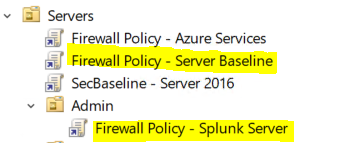 Servers
Firewall Policy - Azure Services
Firewall Policy - Server Baseline
SecBaseline - Server 2016
Admin
Firewall Policy - Splunk Server